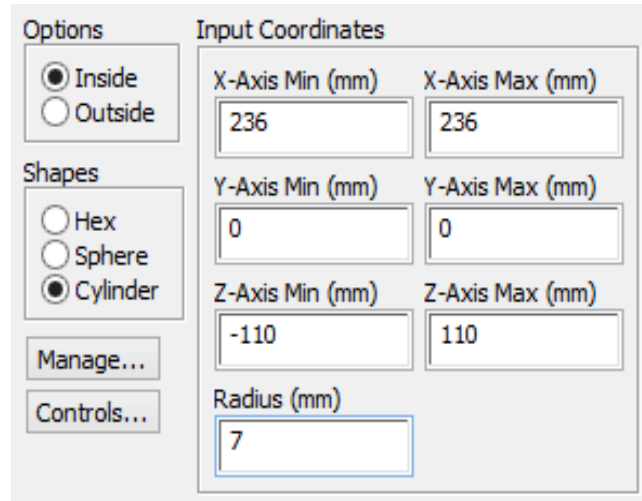 Options
Inside
Outside
Shapes
Hex
Sphere
Cylinder
Manage...
Controls...
Input Coordinates
X-Axis Min (mm) X-Axis Max (mm)
236 236
Y-Axis Min (mm) Y-Axis Max (mm)
0 0
Z-Axis Min (mm) Z-Axis Max (mm)
-110 110
Radius (mm)
7